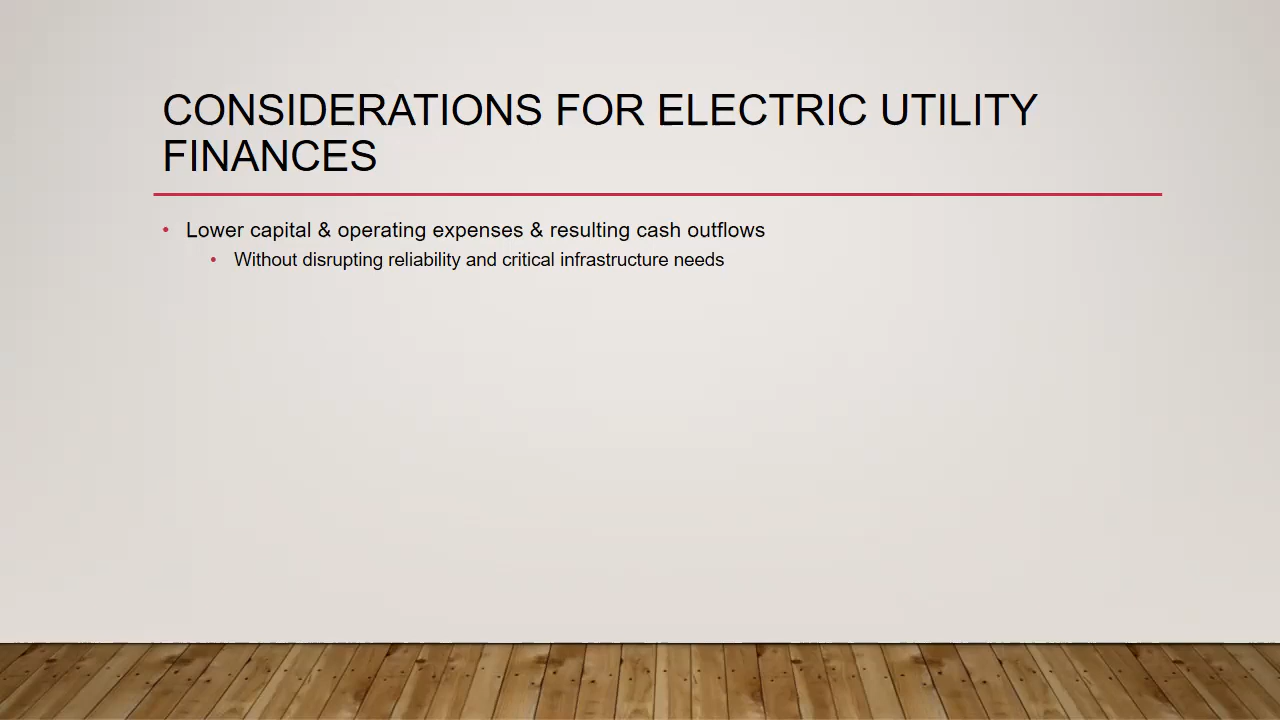 CONSIDERATIONS FOR ELECTRIC UTILITY
FINANCES
• Lower capital & operating expenses & resulting cash outflows
• Without disrupting reliability and critical infrastructure needs